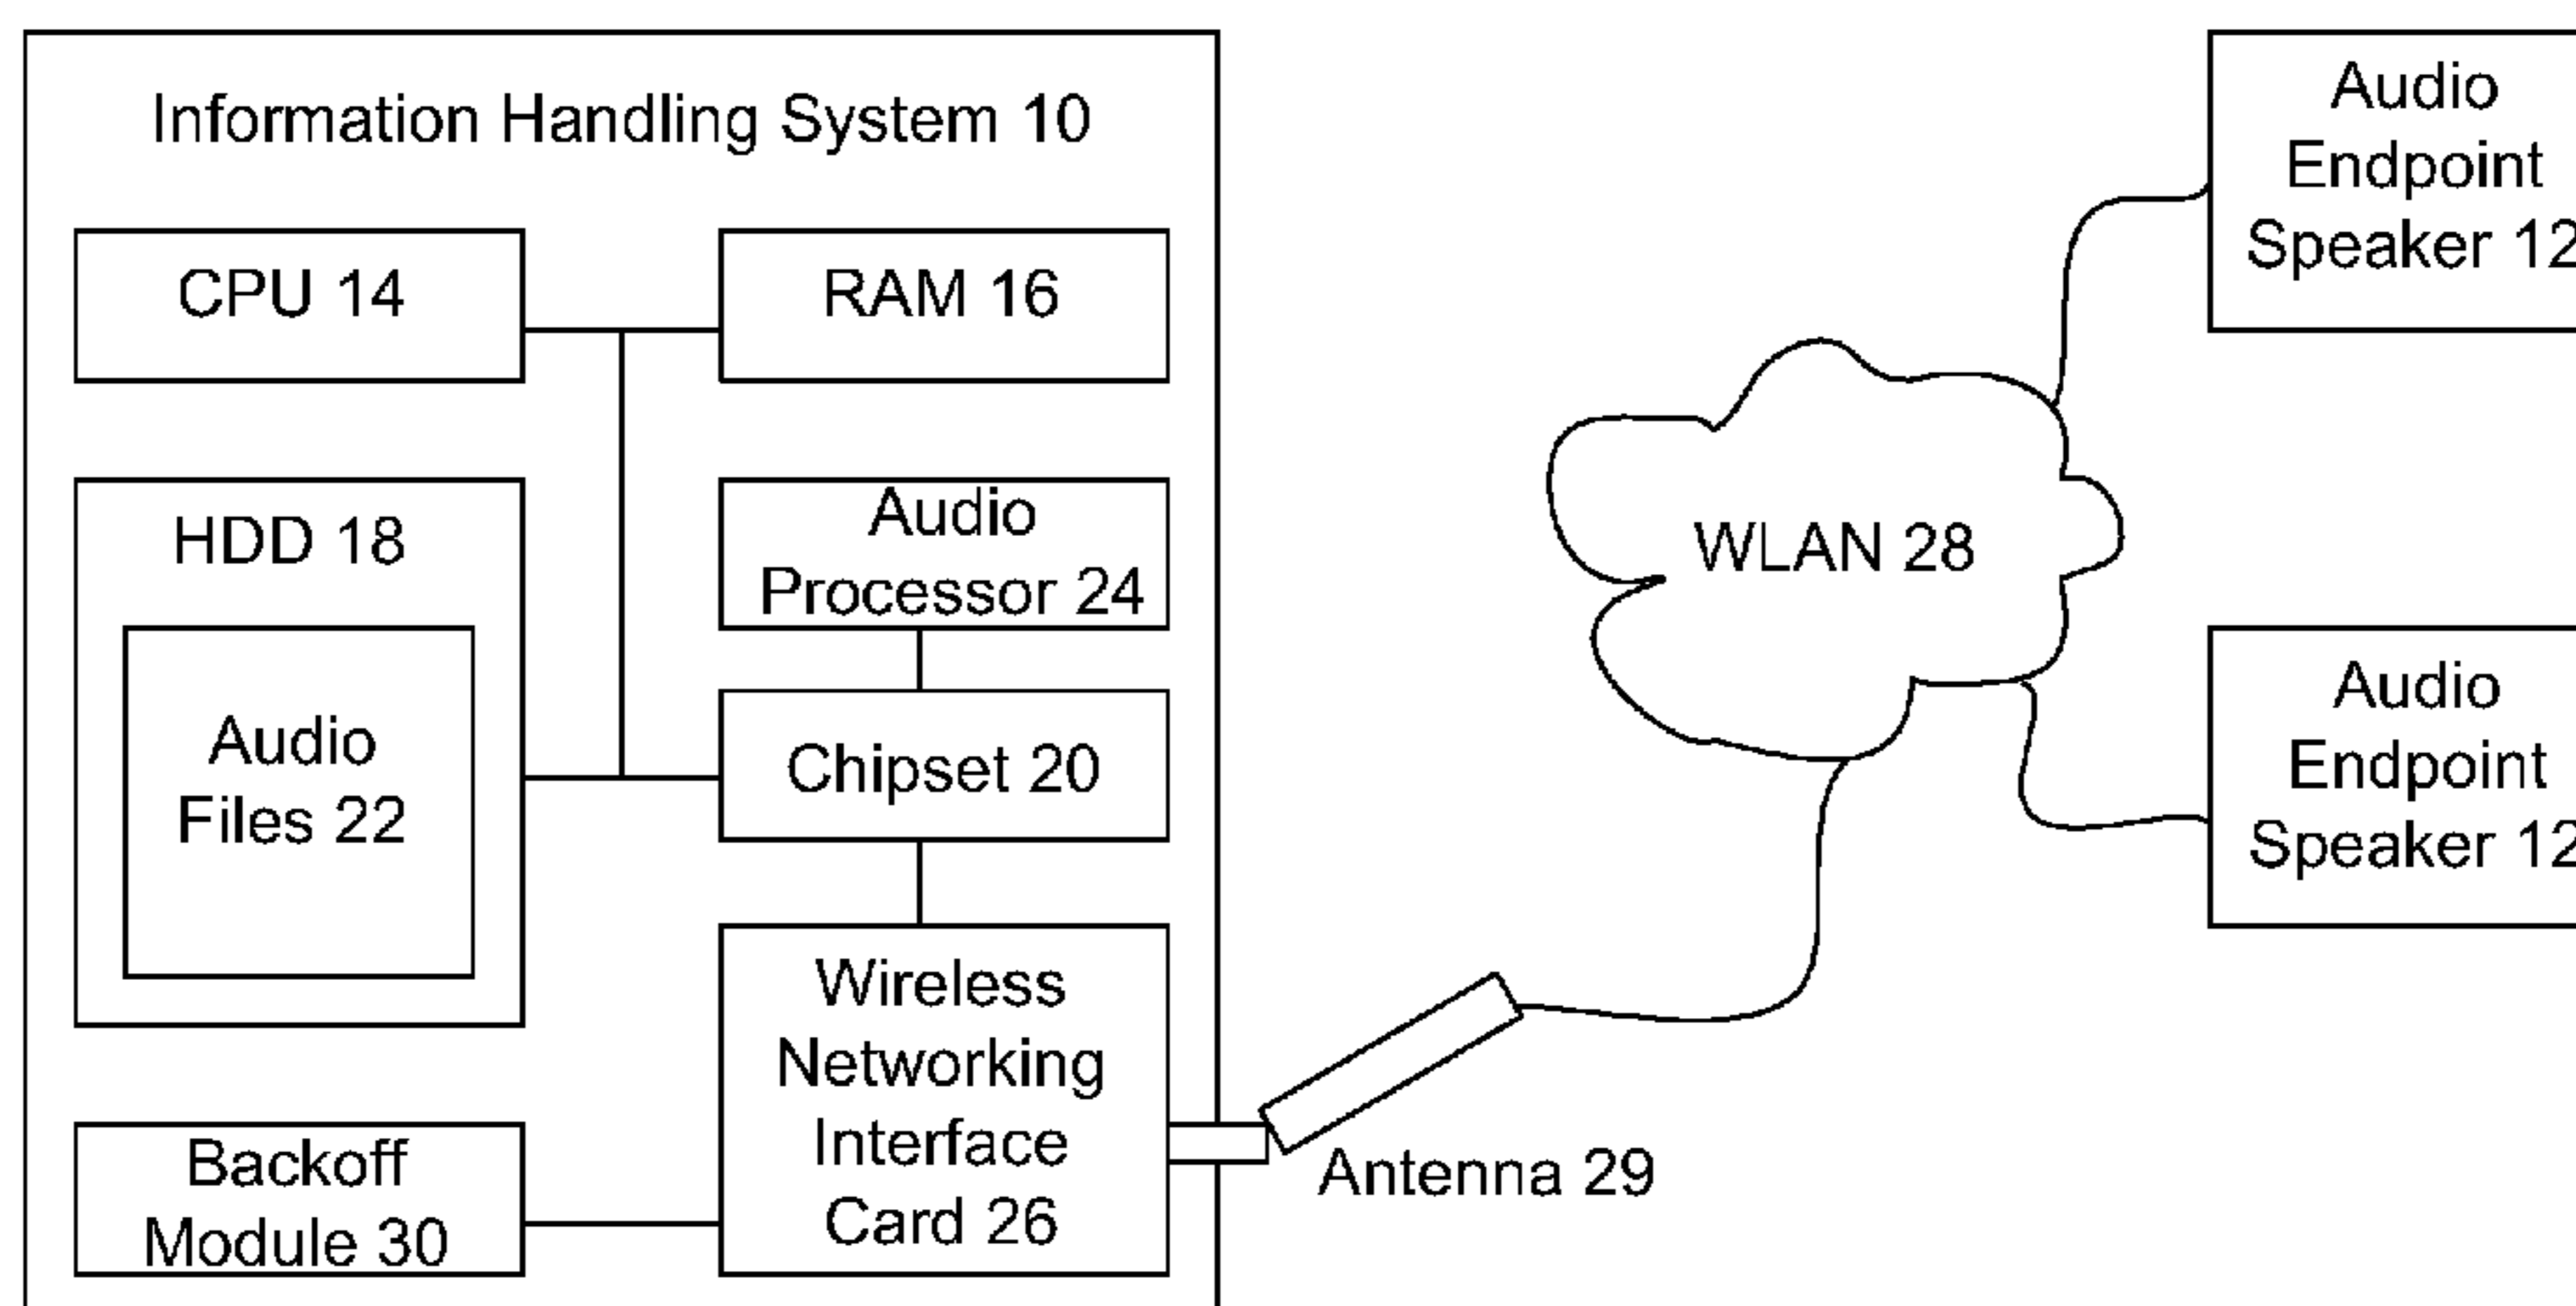 Information Handling System 10
CPU 14
RAM 16
HDD 18
Audio
Files 22
Audio
Processor 24
Chipset 20
Wireless
Networking
Interface
Card 26
Backoff
Module 30
Antenna 29
WLAN 28
Audio
Endpoint
Speaker 12
Audio
Endpoint
Speaker 12